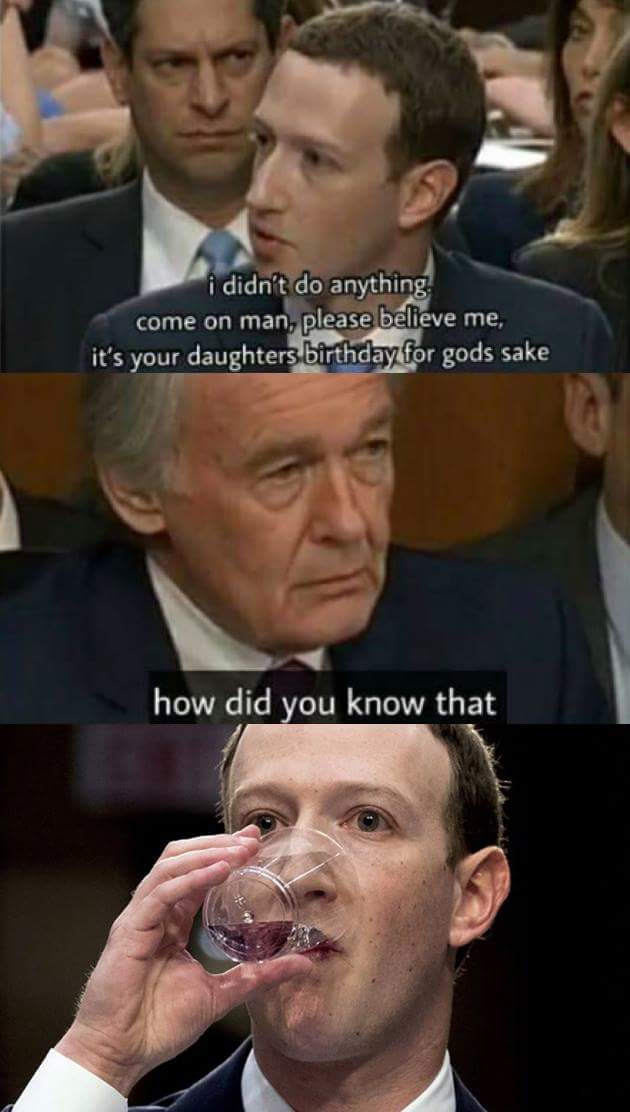 i didn't do anything.
come on man, please believe me,
it's your daughters birthday for gods sake
how did you know that